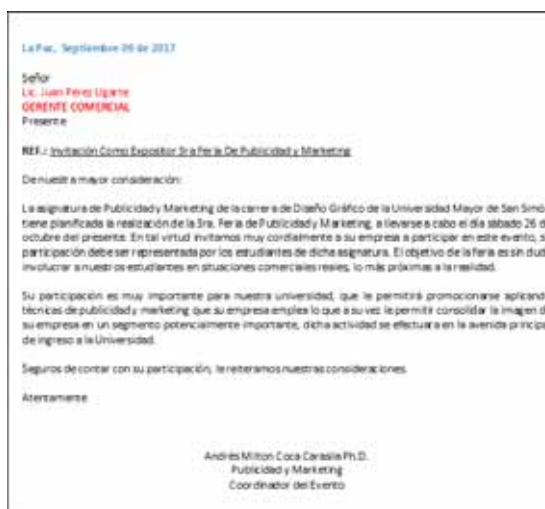 La Paz, Septiembre 09 de 2017
Señor
Lic. Juan Pérez Ugarte
GERENTE COMERCIAL
Presente
REF.: Invitación Como Expositor 3ra Feria De Publicidad y Marketing
De nuestra mayor consideración:
La asignatura de Publicidad y Marketing de la carrera de Diseño Gráfico de la Universidad Mayor de San Simó
tiene planificada la realización de la 3ra. Feria de Publicidad y Marketing, a llevarse a cabo el día sábado 26 d
octubre del presente. En tal virtud invitamos muy cordialmente a su empresa a participar en este evento, s
participación debe ser representada por los estudiantes de dicha asignatura. El objetivo de la feria es sin dud
involucrar a nuestros estudiantes en situaciones comerciales reales, lo más próximas a la realidad.
Su participación es muy importante para nuestra universidad, que le permitirá promocionarse aplicand
técnicas de publicidad y marketing que su empresa emplea lo que a su vez le permitir consolidar la imagen d
su empresa en un segmento potencialmente importante, dicha actividad se efectuara en la avenida principa
de ingreso a la Universidad.
Seguros de contar con su participación, le reiteramos nuestras consideraciones.
Atentamente
Andrés Milton Coca Carasila Ph.D.
Publicidad y Marketing
Coordinador del Evento